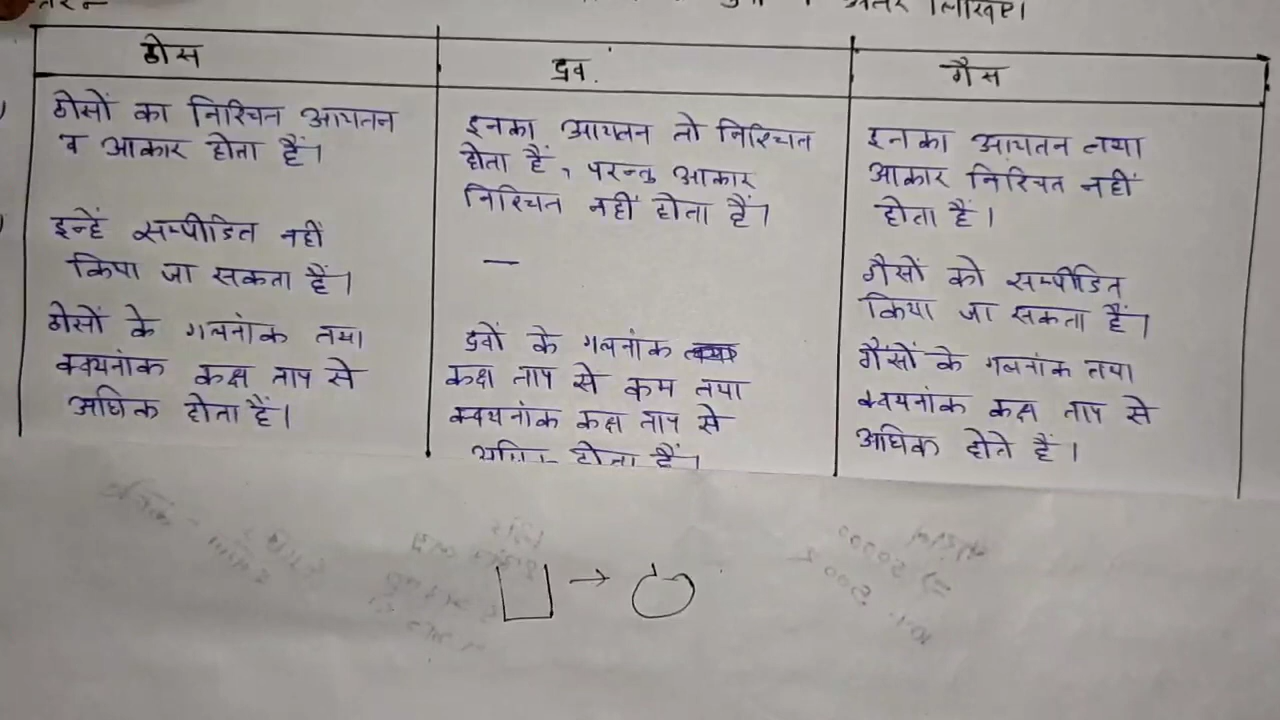 अंतर लिखिए।
ठोस
द्रव
गैस
ठोसों का निश्चित आयतन
व आकार होता हैं।
इन्हें सम्पीडित नहीं
किया जा सकता हैं।
ठोसों के गलनांक तथा
क्वथनांक कक्ष ताप से
अधिक होता हैं।
इनका आयतन तो निश्चित
होता हैं, परन्तु आकार
निश्चित नहीं होता हैं।
—
द्रवों के गलनांक
कक्ष ताप से कम तथा
क्वथनांक कक्ष ताप से
होता हैं।
इनका आयतन तथा
आकार निश्चित नहीं
होता हैं।
गैसों को सम्पीडित
किया जा सकता हैं।
गैंसों के गलनांक तथा
क्वथनांक कक्ष ताप से
अधिक होते हैं।